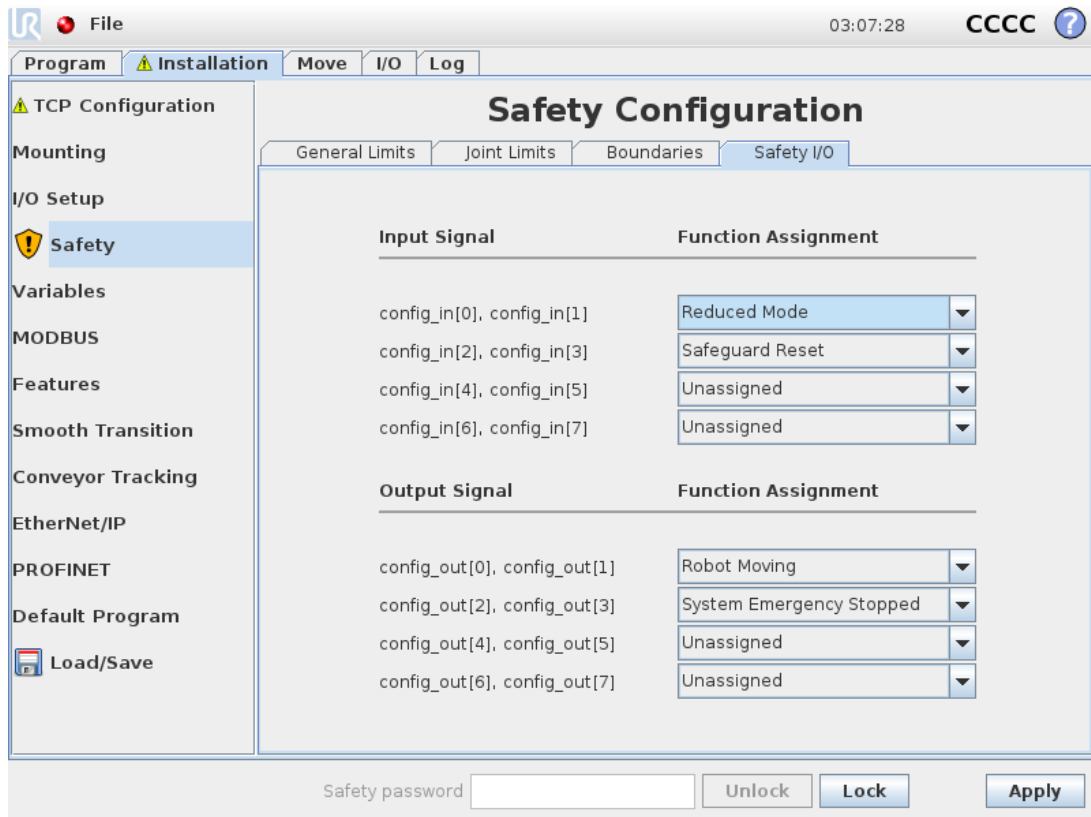 UR File 03:07:28 CCCC ?
Program Installation Move I/O Log
TCP Configuration
Mounting
I/O Setup
Safety
Variables
MODBUS
Features
Smooth Transition
Conveyor Tracking
EtherNet/IP
PROFINET
Default Program
Load/Save
Safety Configuration
General Limits Joint Limits Boundaries Safety I/O
Input Signal Function Assignment
config_in[0], config_in[1] Reduced Mode
config_in[2], config_in[3] Safeguard Reset
config_in[4], config_in[5] Unassigned
config_in[6], config_in[7] Unassigned
Output Signal Function Assignment
config_out[0], config_out[1] Robot Moving
config_out[2], config_out[3] System Emergency Stopped
config_out[4], config_out[5] Unassigned
config_out[6], config_out[7] Unassigned
Safety password Unlock Lock Apply